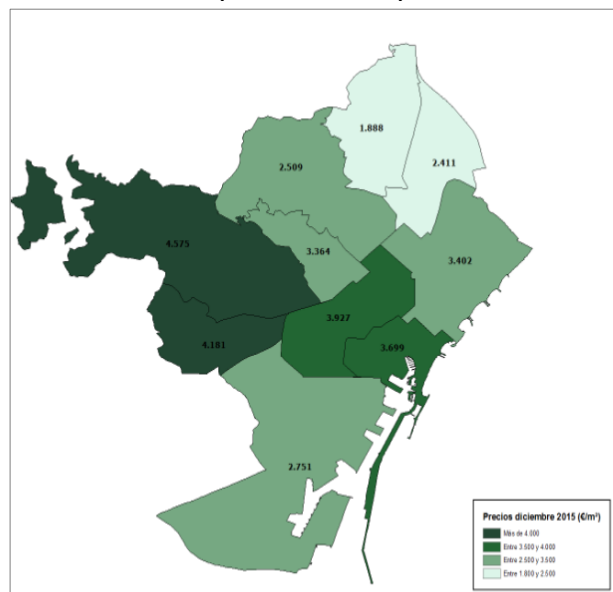 1.888
2.411
2.509
4.575
3.364
3.402
3.927
3.699
4.181
2.751
Precios diciembre 2015 (€/m²)
Más de 4.000
Entre 3.500 y 4.000
Entre 2.500 y 3.500
Entre 1.800 y 2.500